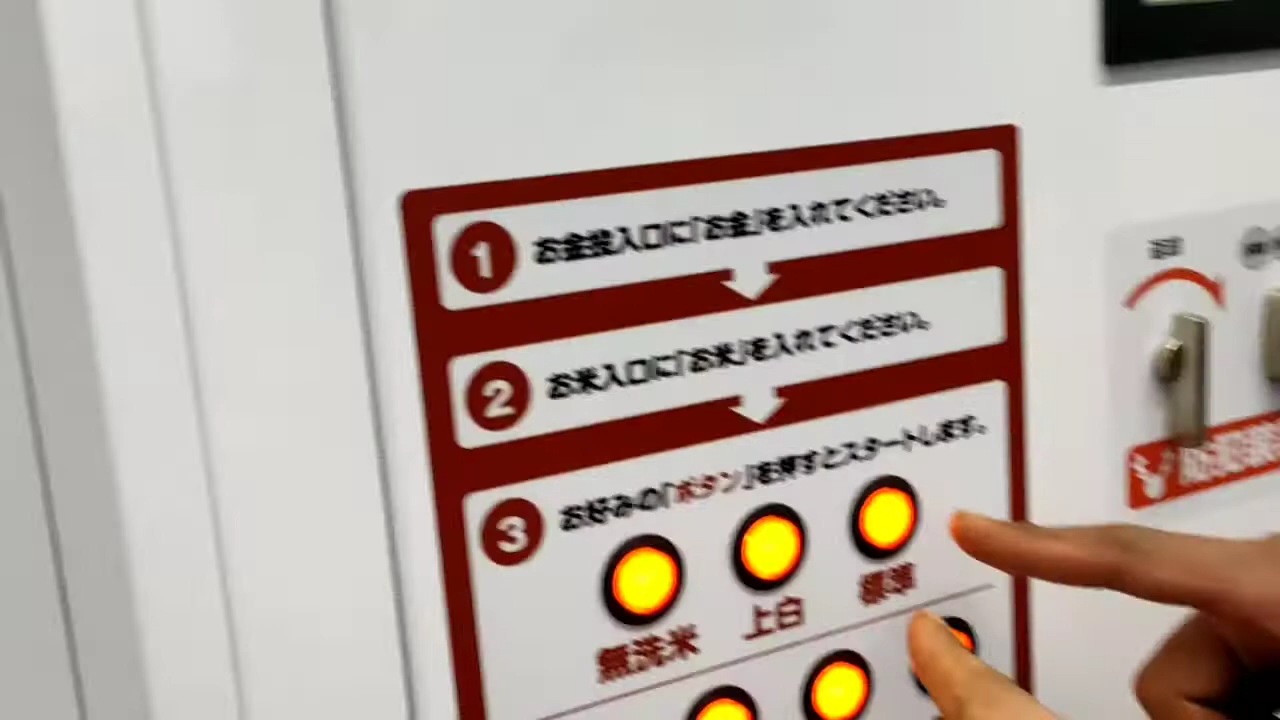 1 お金投入口に「お金」を入れてください。
2 お米入口に「お米」を入れてください。
3 お好みの「ボタン」を押すとスタートします。
無洗米 上白 標準